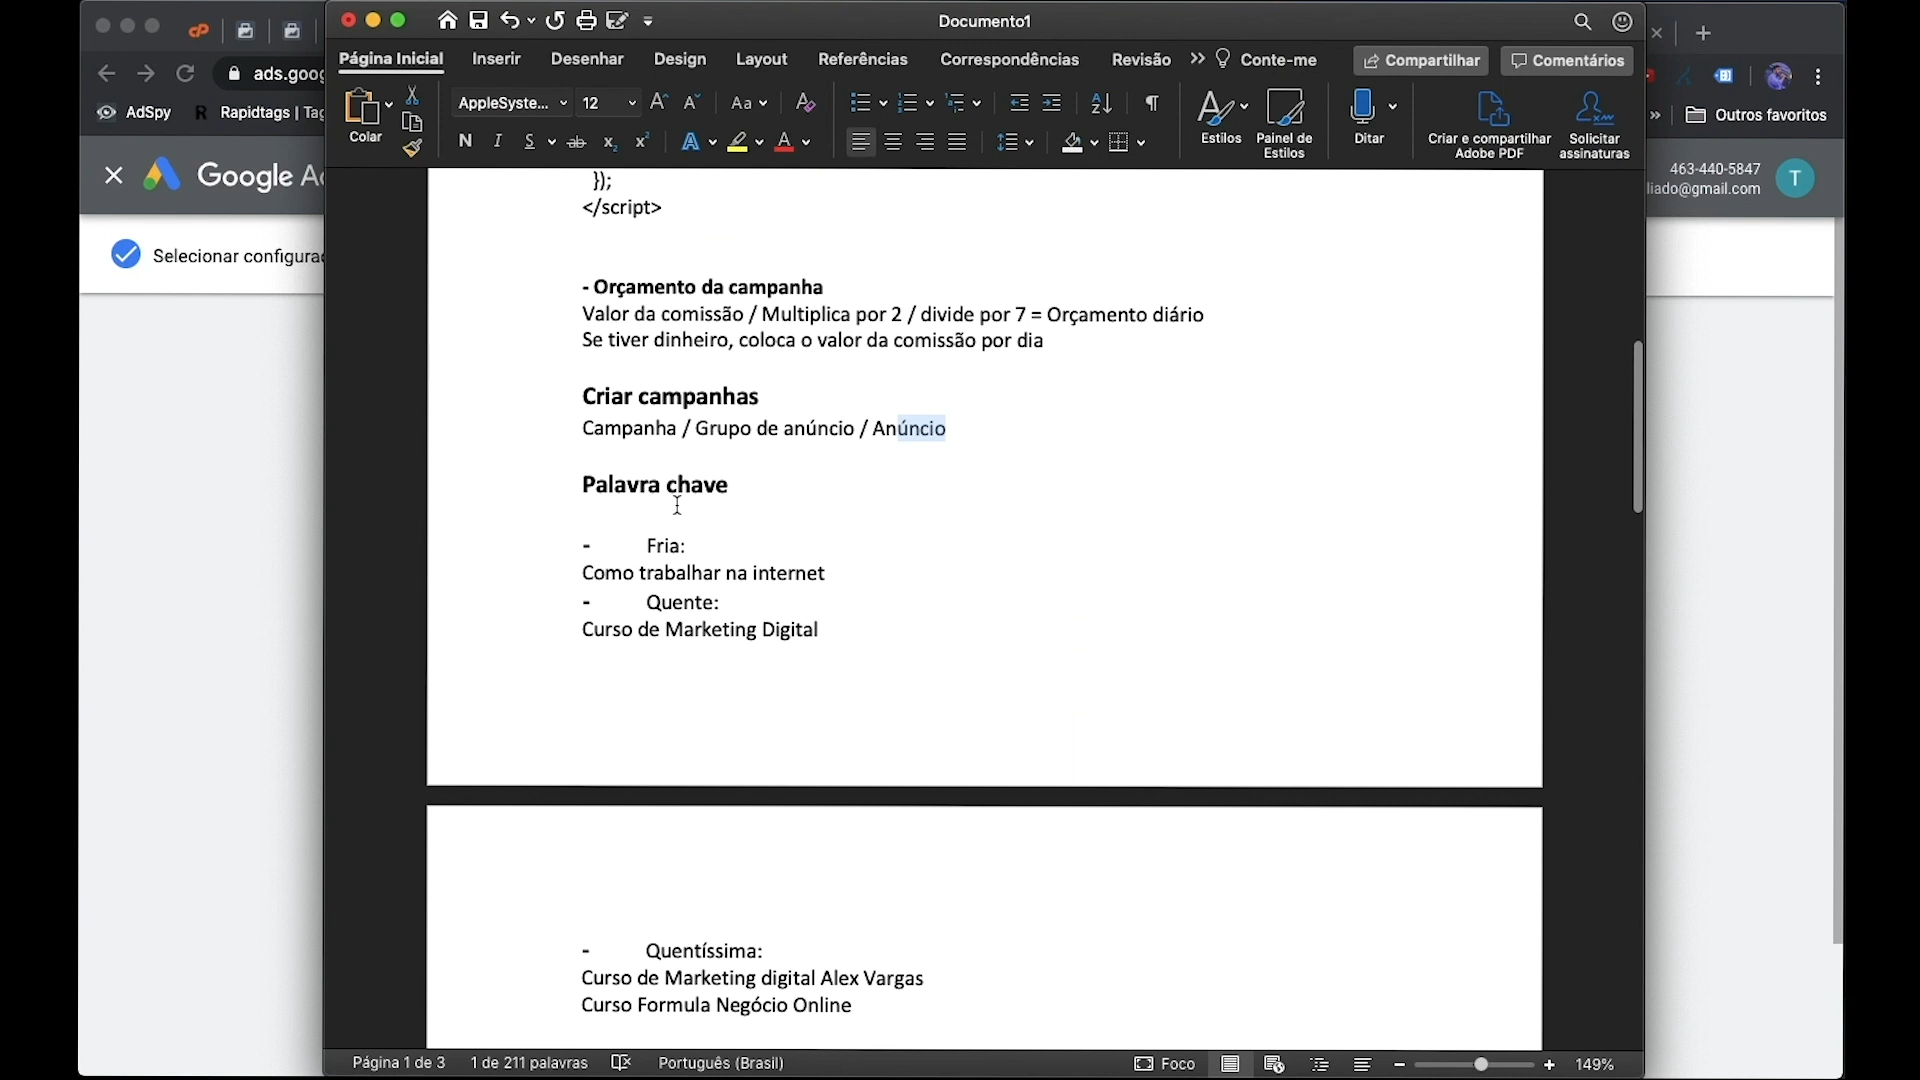 Documento1
Página Inicial Inserir Desenhar Design Layout Referências Correspondências Revisão Conte-me Compartilhar Comentários
Colar
AppleSyste... 12
Aa
N I S ab
Estilos
Painel de Estilos
Ditar
Criar e compartilhar Adobe PDF
Solicitar assinaturas
ads.goog
AdSpy
Rapidtags | Tag
Outros favoritos
Google Ad
463-440-5847
liado@gmail.com
T
Selecionar configuraç
});
</script>
- Orçamento da campanha
Valor da comissão / Multiplica por 2 / divide por 7 = Orçamento diário
Se tiver dinheiro, coloca o valor da comissão por dia
Criar campanhas
Campanha / Grupo de anúncio / Anúncio
Palavra chave
- Fria:
Como trabalhar na internet
- Quente:
Curso de Marketing Digital
- Quentíssima:
Curso de Marketing digital Alex Vargas
Curso Formula Negócio Online
Página 1 de 3 1 de 211 palavras Português (Brasil) Foco 149%